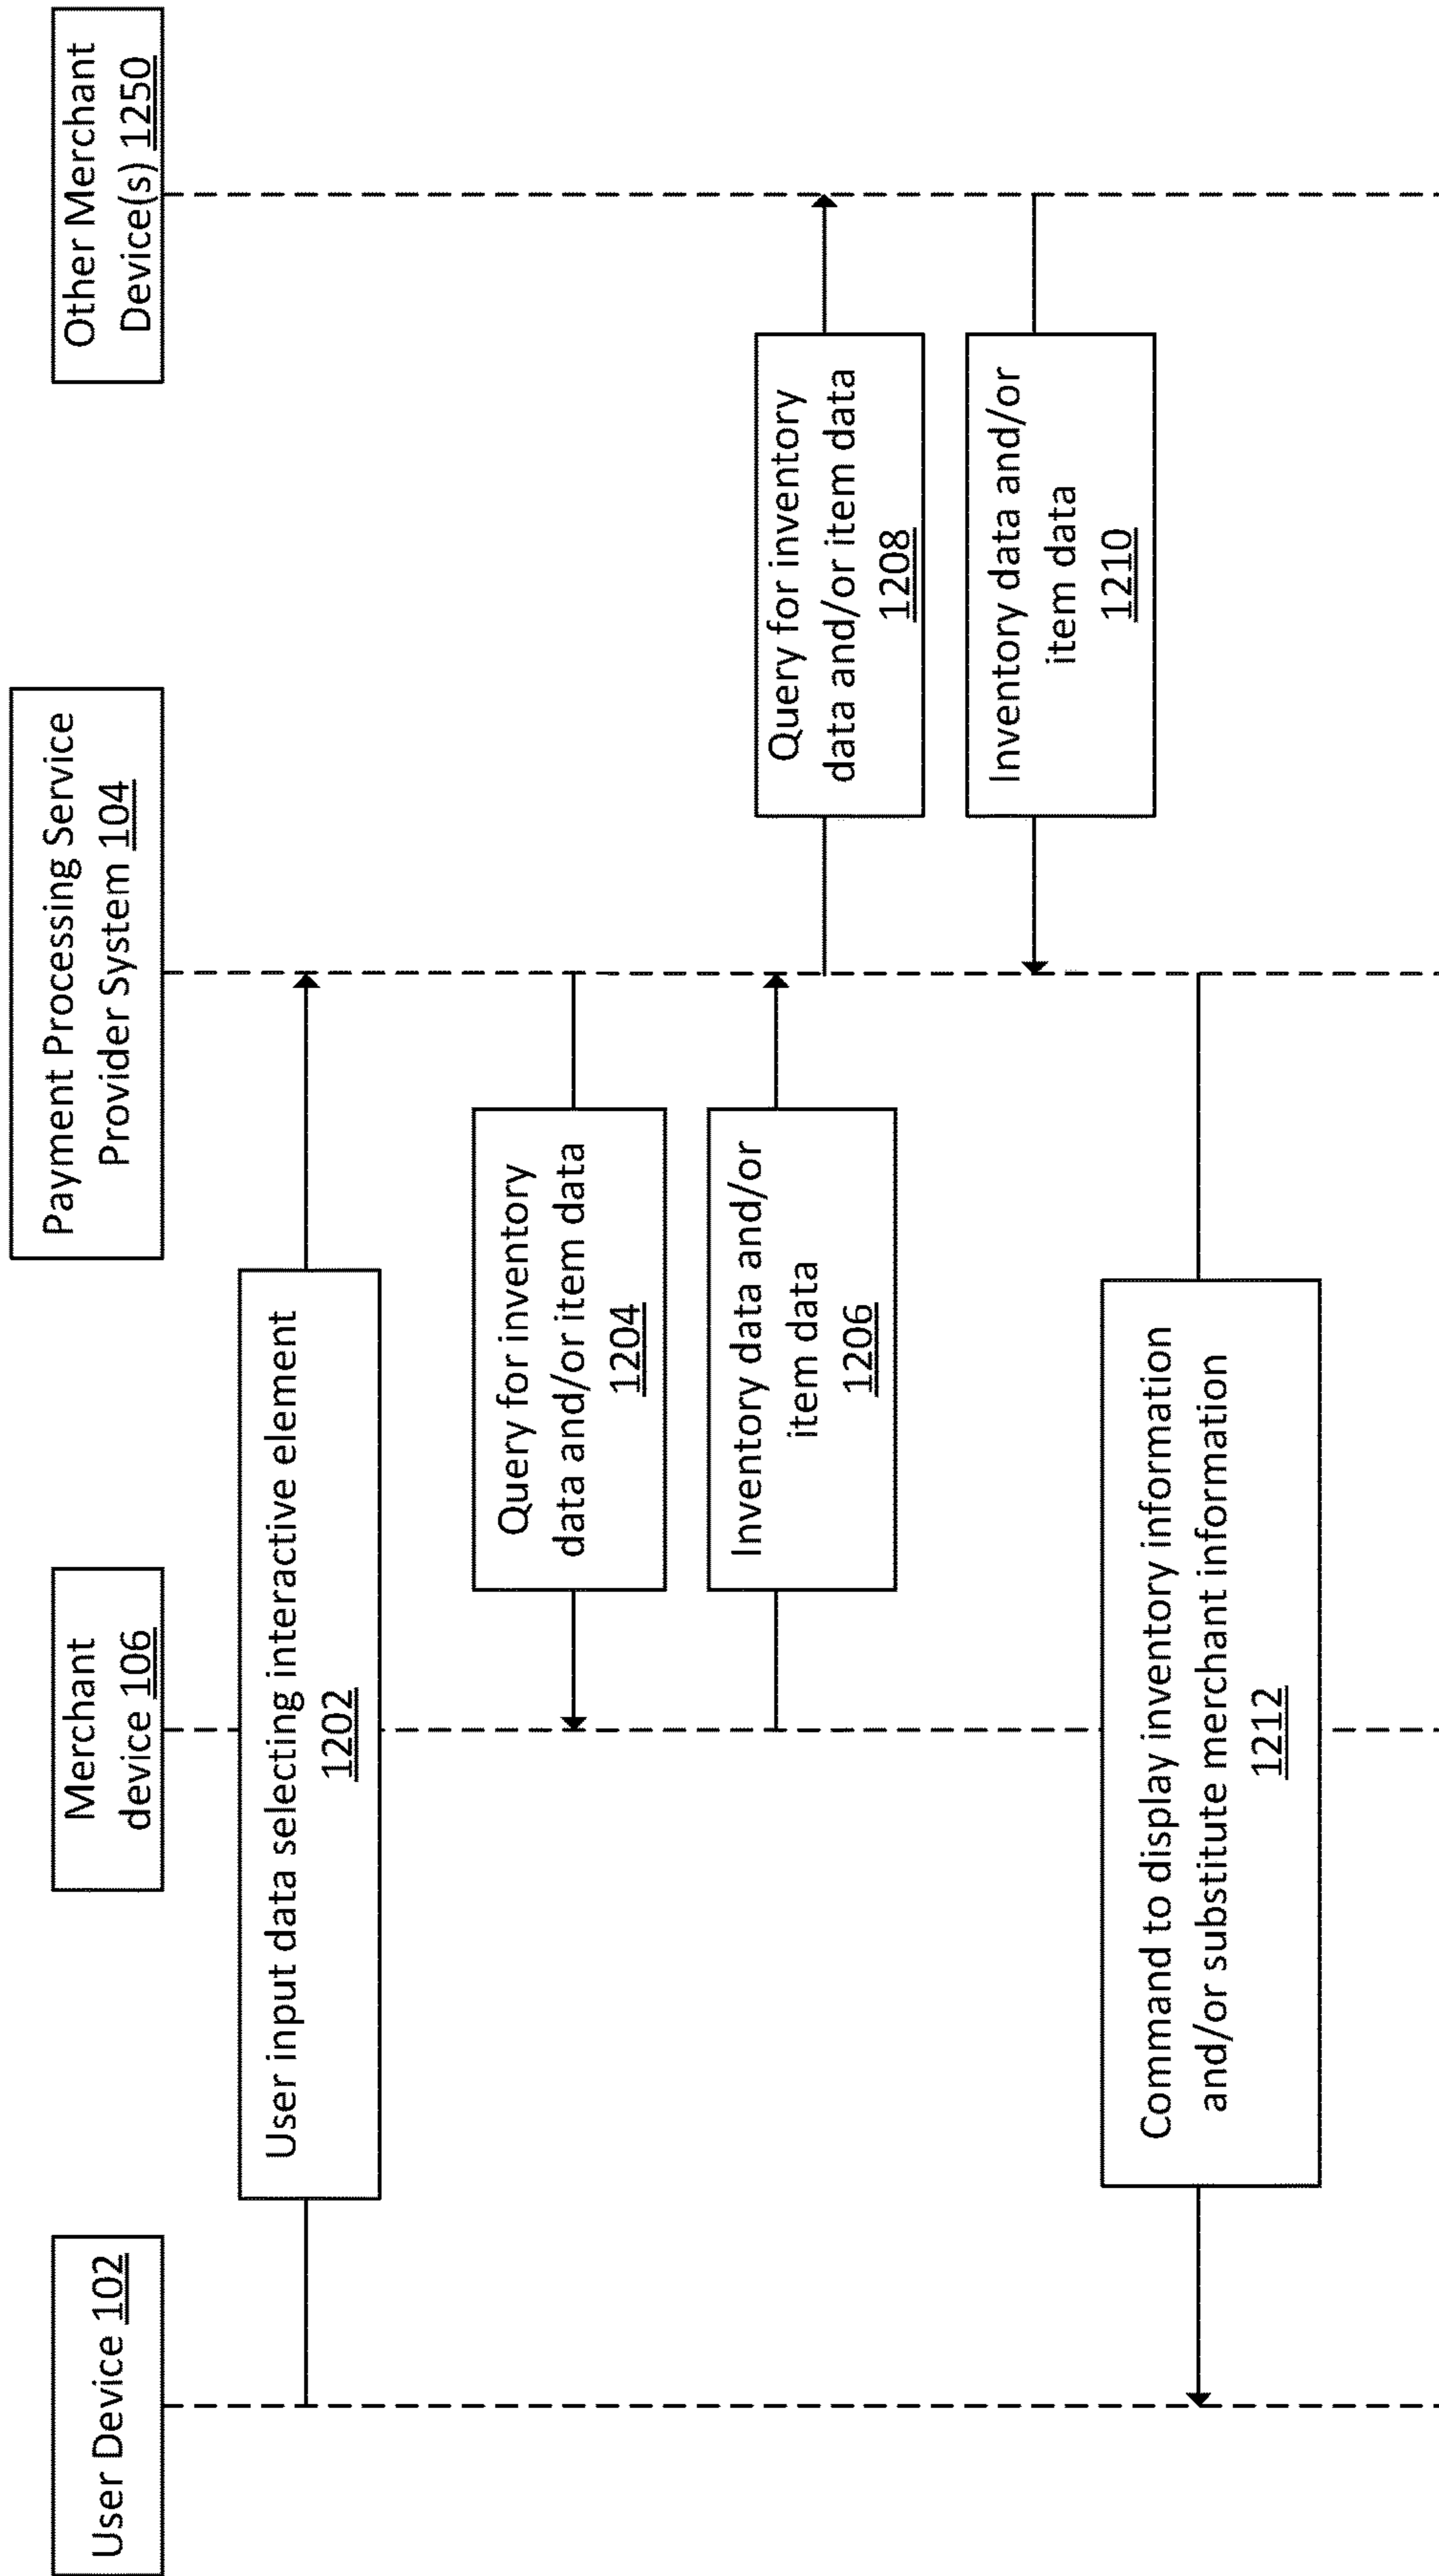 User Device 102
Merchant
device 106
Payment Processing Service
Provider System 104
Other Merchant
Device(s) 1250
User input data selecting interactive element
1202
Query for inventory
data and/or item data
1204
Inventory data and/or
item data
1206
Query for inventory
data and/or item data
1208
Inventory data and/or
item data
1210
Command to display inventory information
and/or substitute merchant information
1212